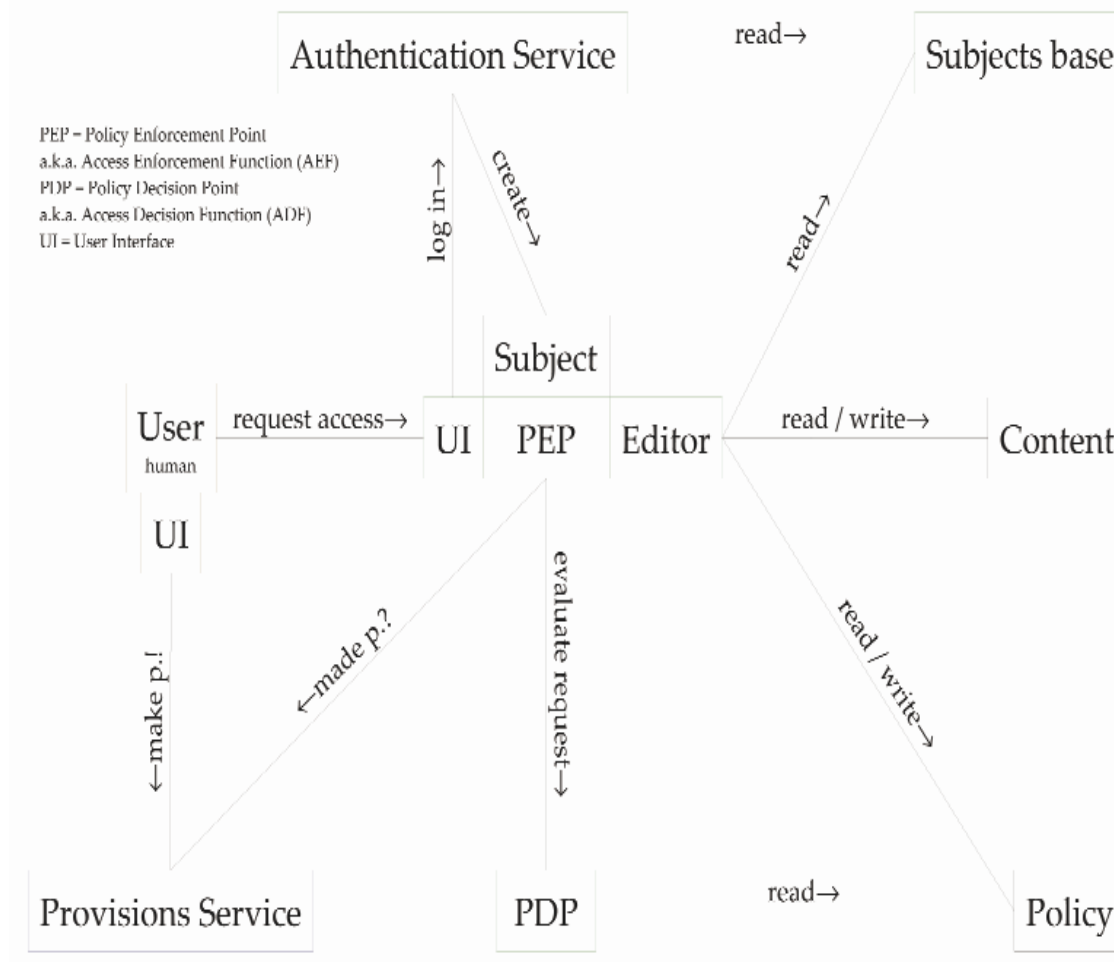 Authentication Service
read→
Subjects base
PEP = Policy Enforcement Point
a.k.a. Access Enforcement Function (AEF)
PDP = Policy Decision Point
a.k.a. Access Decision Function (ADF)
UI = User Interface
log in→
create→
read→
Subject
User
human
request access→
UI
PEP
Editor
read / write→
Content
UI
←make p.!
←made p.?
evaluate request→
read / write→
Provisions Service
PDP
read→
Policy